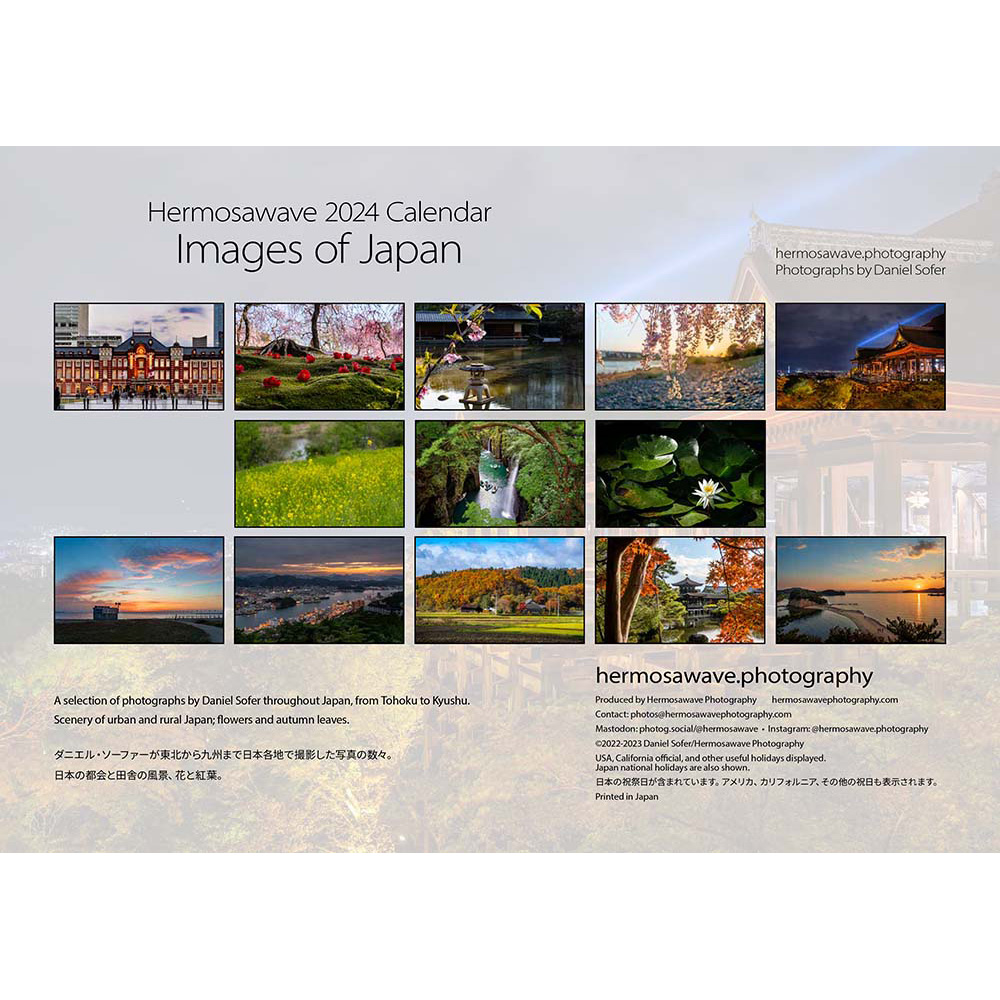 Hermosawave 2024 Calendar
Images of Japan
hermosawave.photography
Photographs by Daniel Sofer
A selection of photographs by Daniel Sofer throughout Japan, from Tohoku to Kyushu.
Scenery of urban and rural Japan; flowers and autumn leaves.
ダニエル・ソーファーが東北から九州まで日本各地で撮影した写真の数々。
日本の都会と田舎の風景、花と紅葉。
hermosawave.photography
Produced by Hermosawave Photography hermosawavephotography.com
Contact: photos@hermosawavephotography.com
Mastodon: photog.social/@hermosawave • Instagram: @hermosawave.photography
©2022-2023 Daniel Sofer/Hermosawave Photography
USA, California official, and other useful holidays displayed.
Japan national holidays are also shown.
日本の祝祭日が含まれています。アメリカ、カリフォルニア、その他の祝日も表示されます。
Printed in Japan